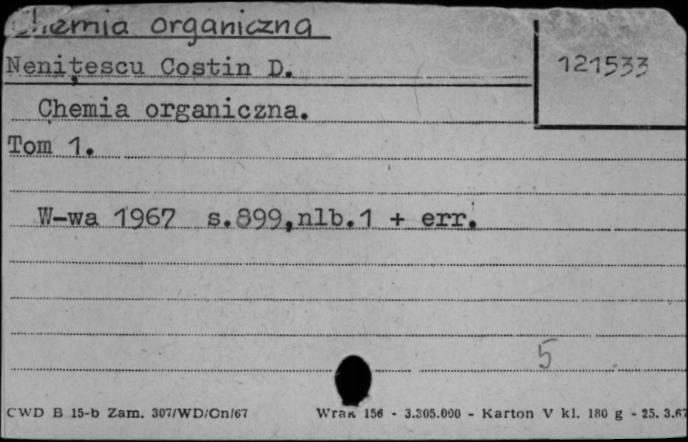 Chemia organiczna
Nenițescu Costin D.
121533
Chemia organiczna.
Tom 1.
W-wa 1967 s.899,nlb.1 + err.
5
CWD B 15-b Zam. 307/WD/On/67 Wrak 156 - 3.305.000 - Karton V kl. 180 g - 25. 3.67